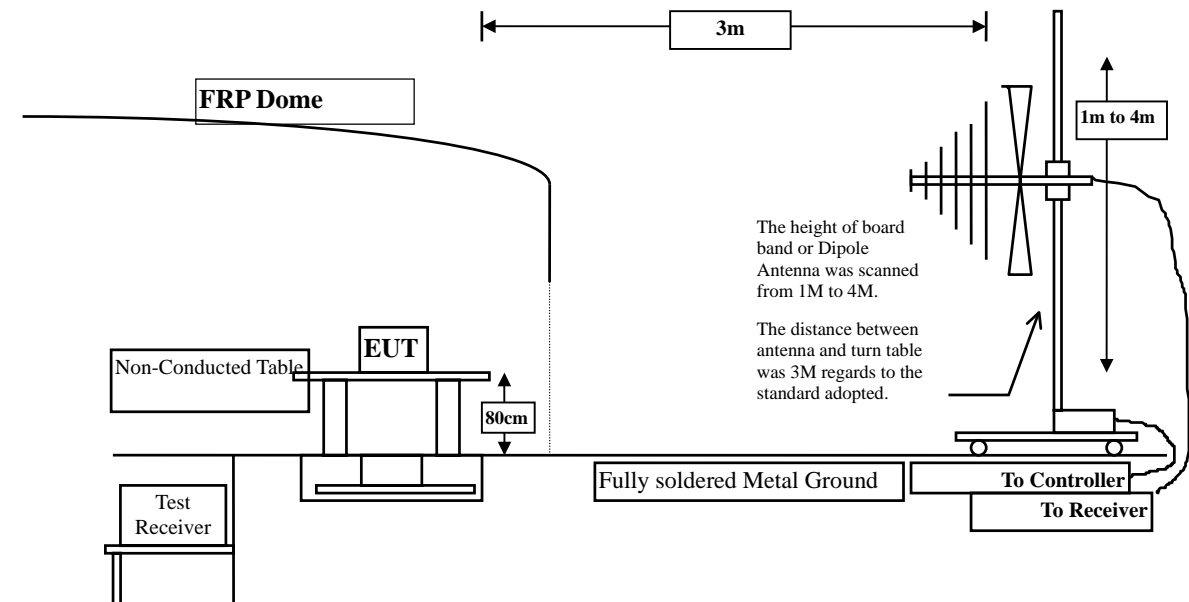 3m
FRP Dome
1m to 4m
The height of board
band or Dipole
Antenna was scanned
from 1M to 4M.
The distance between
antenna and turn table
was 3M regards to the
standard adopted.
EUT
Non-Conducted Table
80cm
Fully soldered Metal Ground
To Controller
To Receiver
Test
Receiver